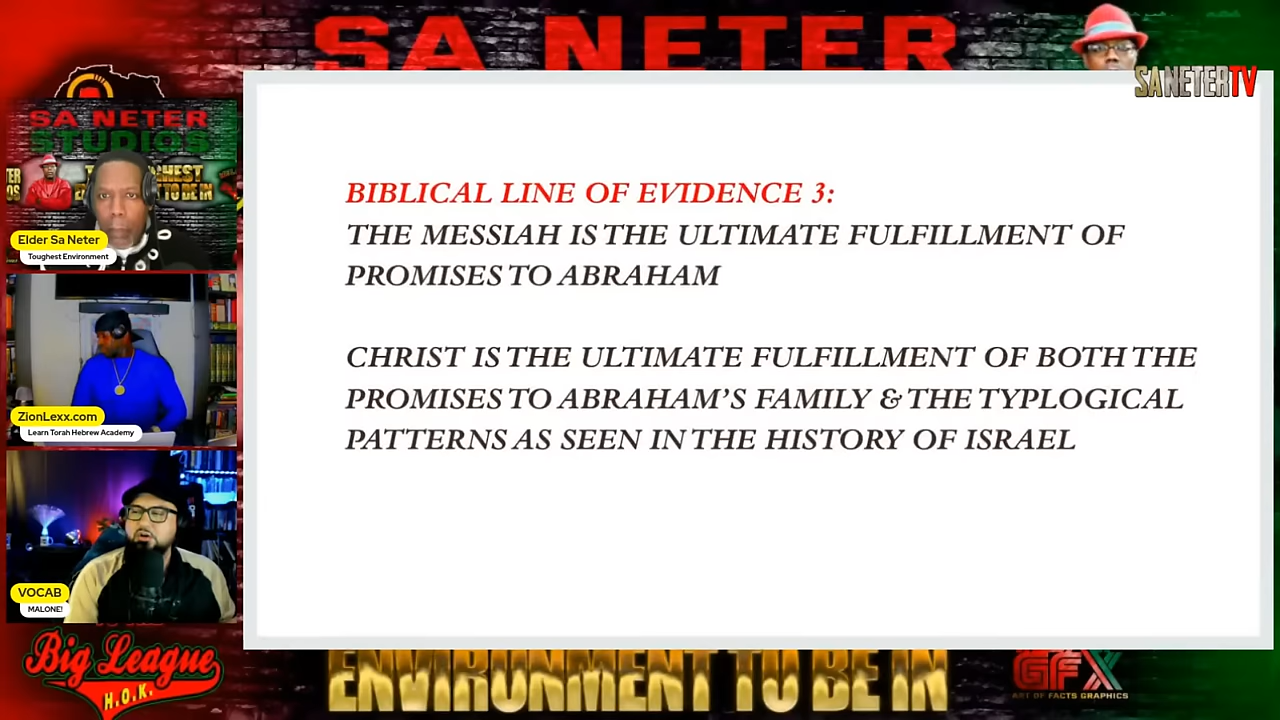 SA NETER
SANETERTV
SA NETER
STUDIOS
Elder Sa Neter
Toughest Environment
ZionLexx.com
Learn Torah Hebrew Academy
VOCAB
MALONE!
BIBLICAL LINE OF EVIDENCE 3:
THE MESSIAH IS THE ULTIMATE FULFILLMENT OF
PROMISES TO ABRAHAM
CHRIST IS THE ULTIMATE FULFILLMENT OF BOTH THE
PROMISES TO ABRAHAM'S FAMILY & THE TYPLOGICAL
PATTERNS AS SEEN IN THE HISTORY OF ISRAEL
Big League
H.O.K.
ENVIRONMENT TO BE IN
GFX
ART OF FACTS GRAPHICS